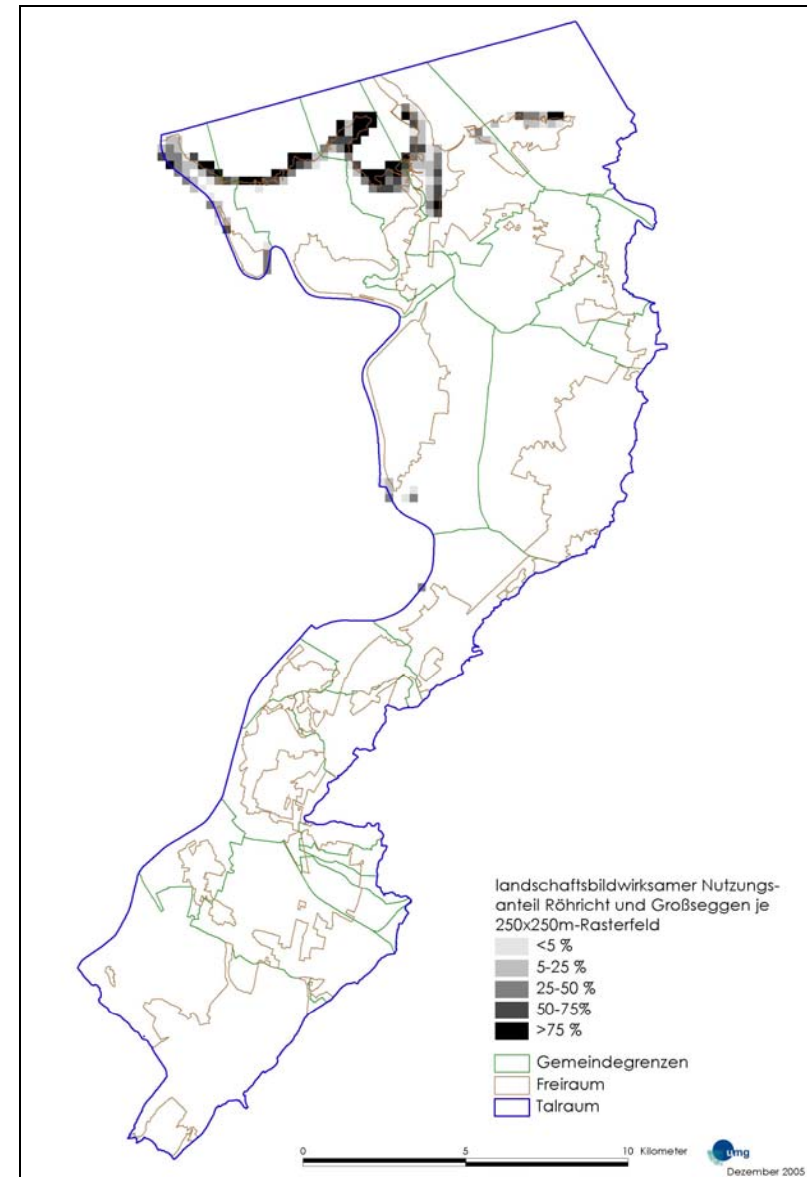 landschaftsbildwirksamer Nutzungs-
anteil Röhricht und Großseggen je
250x250m-Rasterfeld
<5 %
5-25 %
25-50 %
50-75%
>75 %
Gemeindegrenzen
Freiraum
Talraum
0 5 10 Kilometer
umg
Dezember 2005